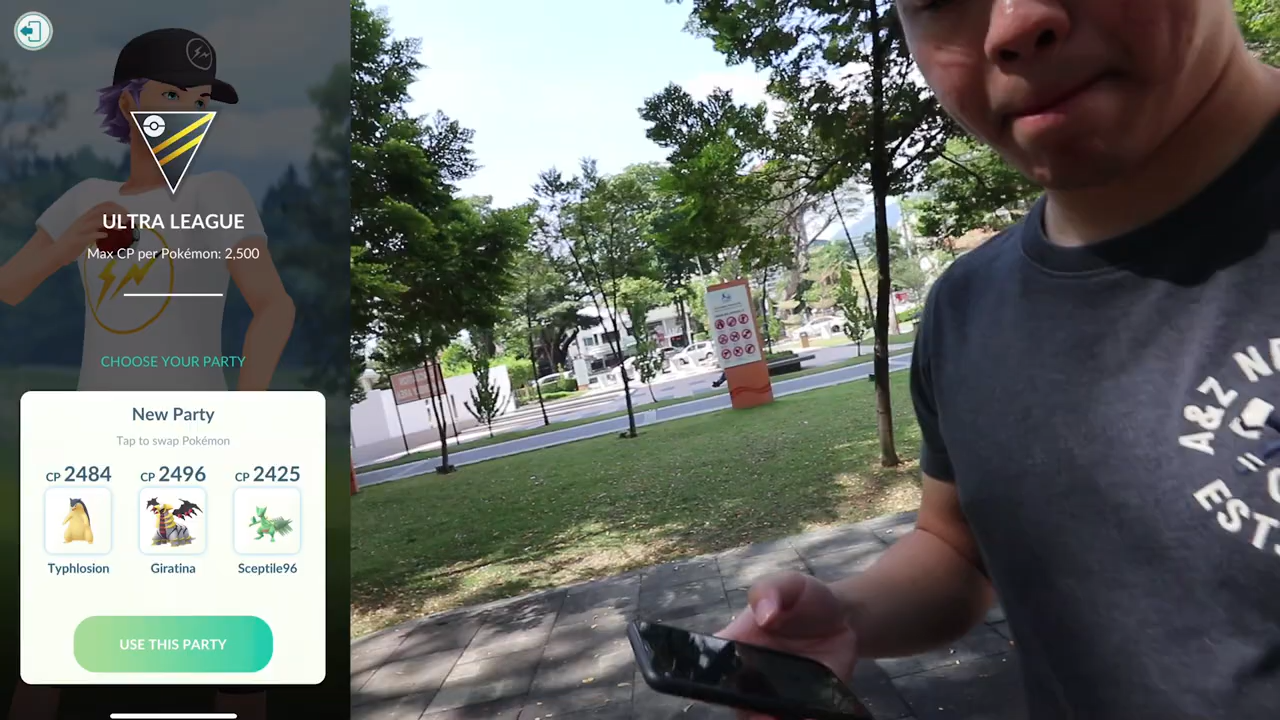 ULTRA LEAGUE
Max CP per Pokémon: 2,500
CHOOSE YOUR PARTY
New Party
Tap to swap Pokémon
CP 2484
CP 2496
CP 2425
Typhlosion
Giratina
Sceptile96
USE THIS PARTY
A&Z